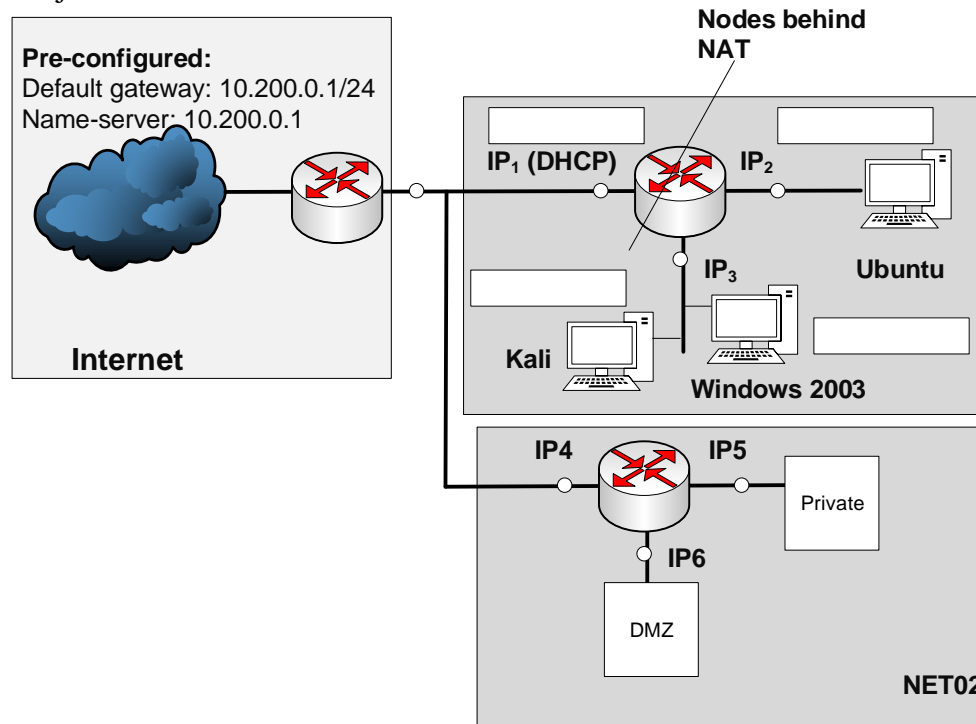 Nodes behind
NAT
Pre-configured:
Default gateway: 10.200.0.1/24
Name-server: 10.200.0.1
IP1 (DHCP)
IP2
IP3
Ubuntu
Kali
Windows 2003
Internet
IP4
IP5
Private
IP6
DMZ
NET02